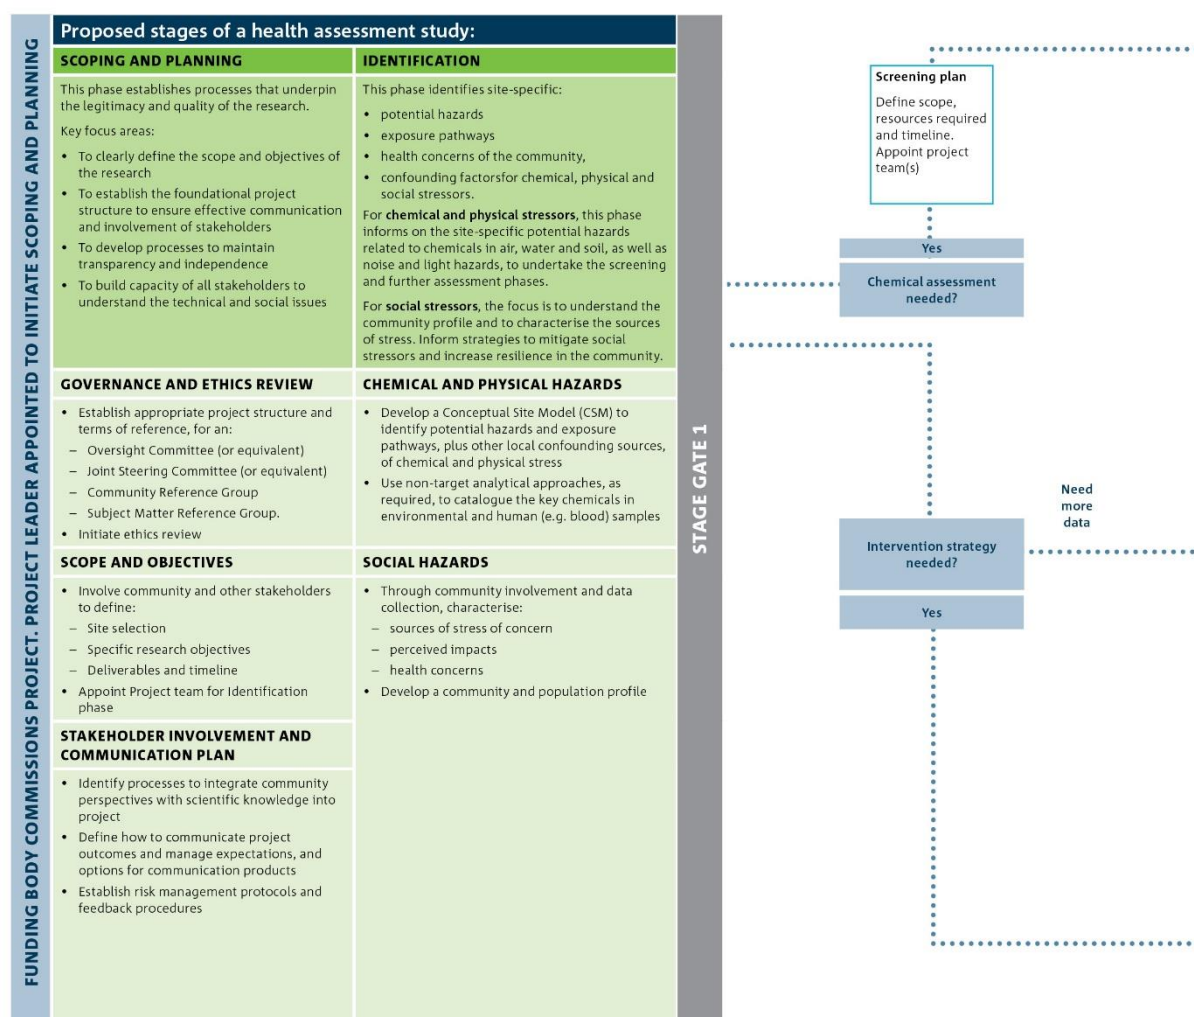 FUNDING BODY COMMISSIONS PROJECT. PROJECT LEADER APPOINTED TO INITIATE SCOPING AND PLANNING
Proposed stages of a health assessment study:
SCOPING AND PLANNING
This phase establishes processes that underpin
the legitimacy and quality of the research.
Key focus areas:
• To clearly define the scope and objectives of
the research
• To establish the foundational project
structure to ensure effective communication
and involvement of stakeholders
• To develop processes to maintain
transparency and independence
• To build capacity of all stakeholders to
understand the technical and social issues
GOVERNANCE AND ETHICS REVIEW
• Establish appropriate project structure and
terms of reference, for an:
– Oversight Committee (or equivalent)
– Joint Steering Committee (or equivalent)
– Community Reference Group
– Subject Matter Reference Group.
• Initiate ethics review
SCOPE AND OBJECTIVES
• Involve community and other stakeholders
to define:
– Site selection
– Specific research objectives
– Deliverables and timeline
• Appoint Project team for Identification
phase
STAKEHOLDER INVOLVEMENT AND
COMMUNICATION PLAN
• Identify processes to integrate community
perspectives with scientific knowledge into
project
• Define how to communicate project
outcomes and manage expectations, and
options for communication products
• Establish risk management protocols and
feedback procedures
IDENTIFICATION
This phase identifies site-specific:
• potential hazards
• exposure pathways
• health concerns of the community,
• confounding factorsfor chemical, physical and
social stressors.
For chemical and physical stressors, this phase
informs on the site-specific potential hazards
related to chemicals in air, water and soil, as well as
noise and light hazards, to undertake the screening
and further assessment phases.
For social stressors, the focus is to understand the
community profile and to characterise the sources
of stress. Inform strategies to mitigate social
stressors and increase resilience in the community.
CHEMICAL AND PHYSICAL HAZARDS
• Develop a Conceptual Site Model (CSM) to
identify potential hazards and exposure
pathways, plus other local confounding sources,
of chemical and physical stress
• Use non-target analytical approaches, as
required, to catalogue the key chemicals in
environmental and human (e.g. blood) samples
SOCIAL HAZARDS
• Through community involvement and data
collection, characterise:
– sources of stress of concern
– perceived impacts
– health concerns
• Develop a community and population profile
STAGE GATE 1
Screening plan
Define scope,
resources required
and timeline.
Appoint project
team(s)
Yes
Chemical assessment
needed?
Need
more
data
Intervention strategy
needed?
Yes